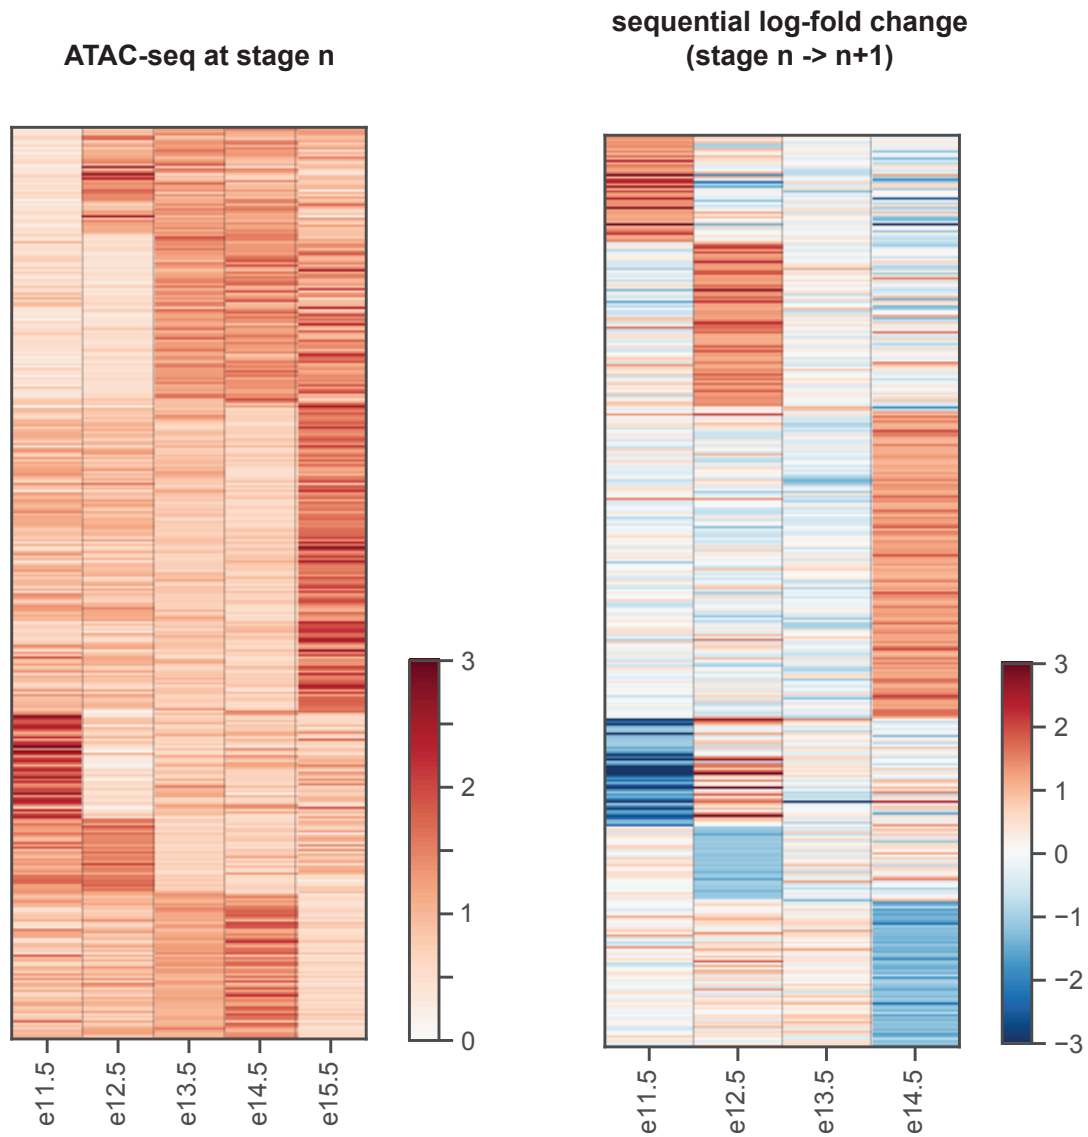 ATAC-seq at stage n
sequential log-fold change
(stage n -> n+1)
3
2
1
0
3
2
1
0
−1
−2
−3
e11.5
e12.5
e13.5
e14.5
e15.5
e11.5
e12.5
e13.5
e14.5